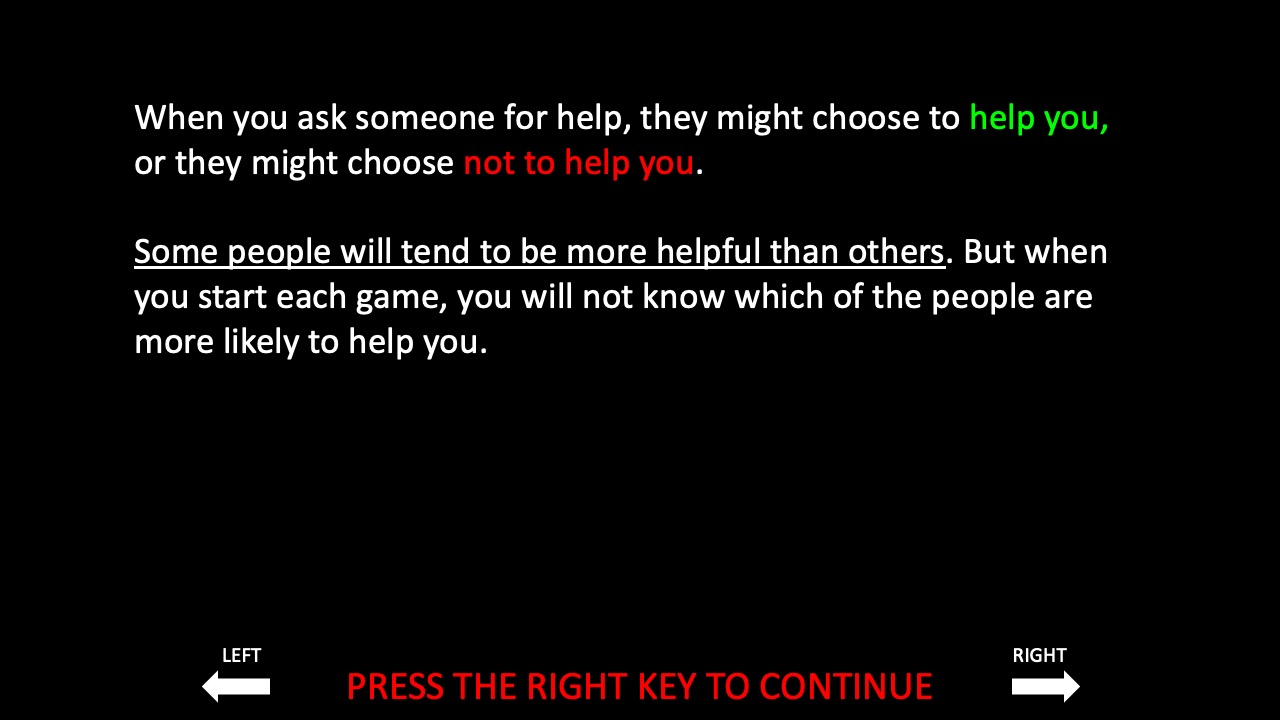 When you ask someone for help, they might choose to help you,
or they might choose not to help you.
Some people will tend to be more helpful than others. But when
you start each game, you will not know which of the people are
more likely to help you.
LEFT
RIGHT
PRESS THE RIGHT KEY TO CONTINUE